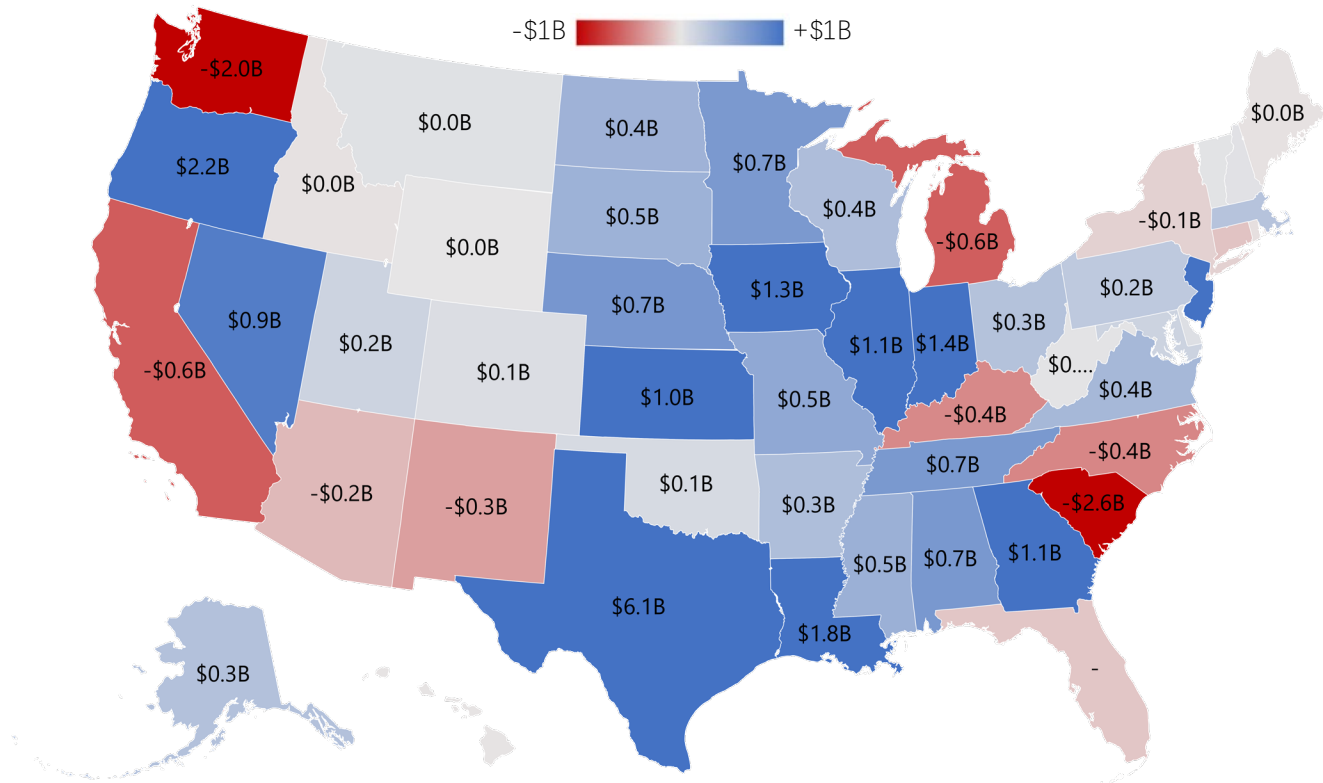 -$1B +$1B
-$2.0B
$2.2B
-$0.6B
$0.9B
$0.0B
$0.0B
$0.0B
$0.2B
$0.1B
-$0.2B
-$0.3B
$0.4B
$0.5B
$0.7B
$1.0B
$0.1B
$6.1B
$0.7B
$1.3B
$0.5B
$0.3B
$1.8B
$0.4B
$1.1B
$1.4B
-$0.6B
$0.3B
-$0.4B
$0.7B
$0.5B
$0.7B
$1.1B
-
-$2.6B
-$0.4B
$0.4B
$0....
$0.2B
-$0.1B
$0.0B
$0.3B